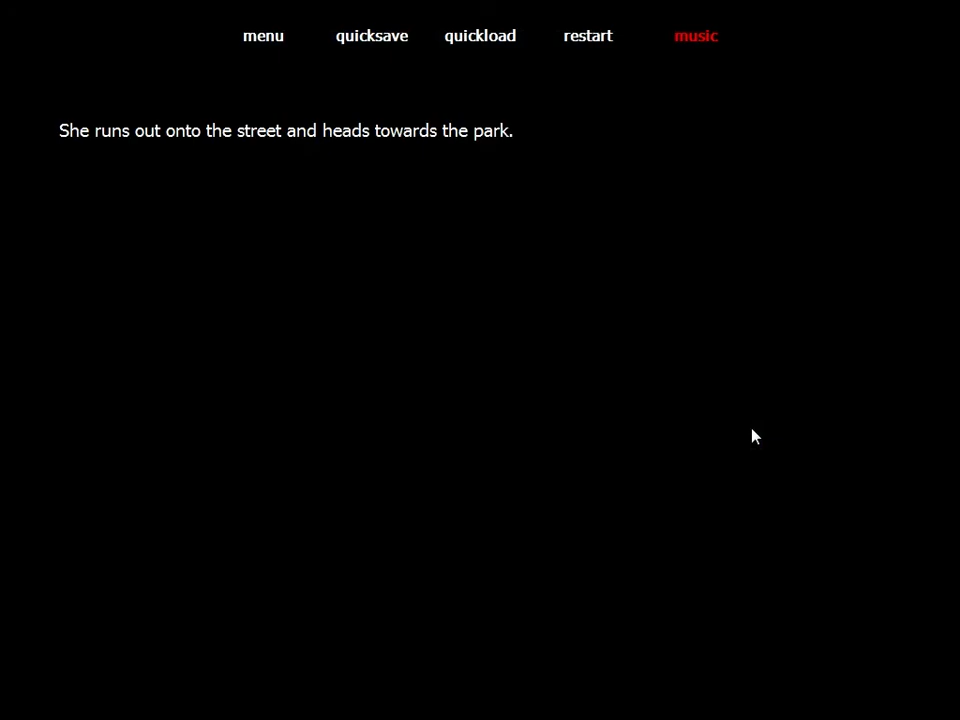 menu quicksave quickload restart music
She runs out onto the street and heads towards the park.